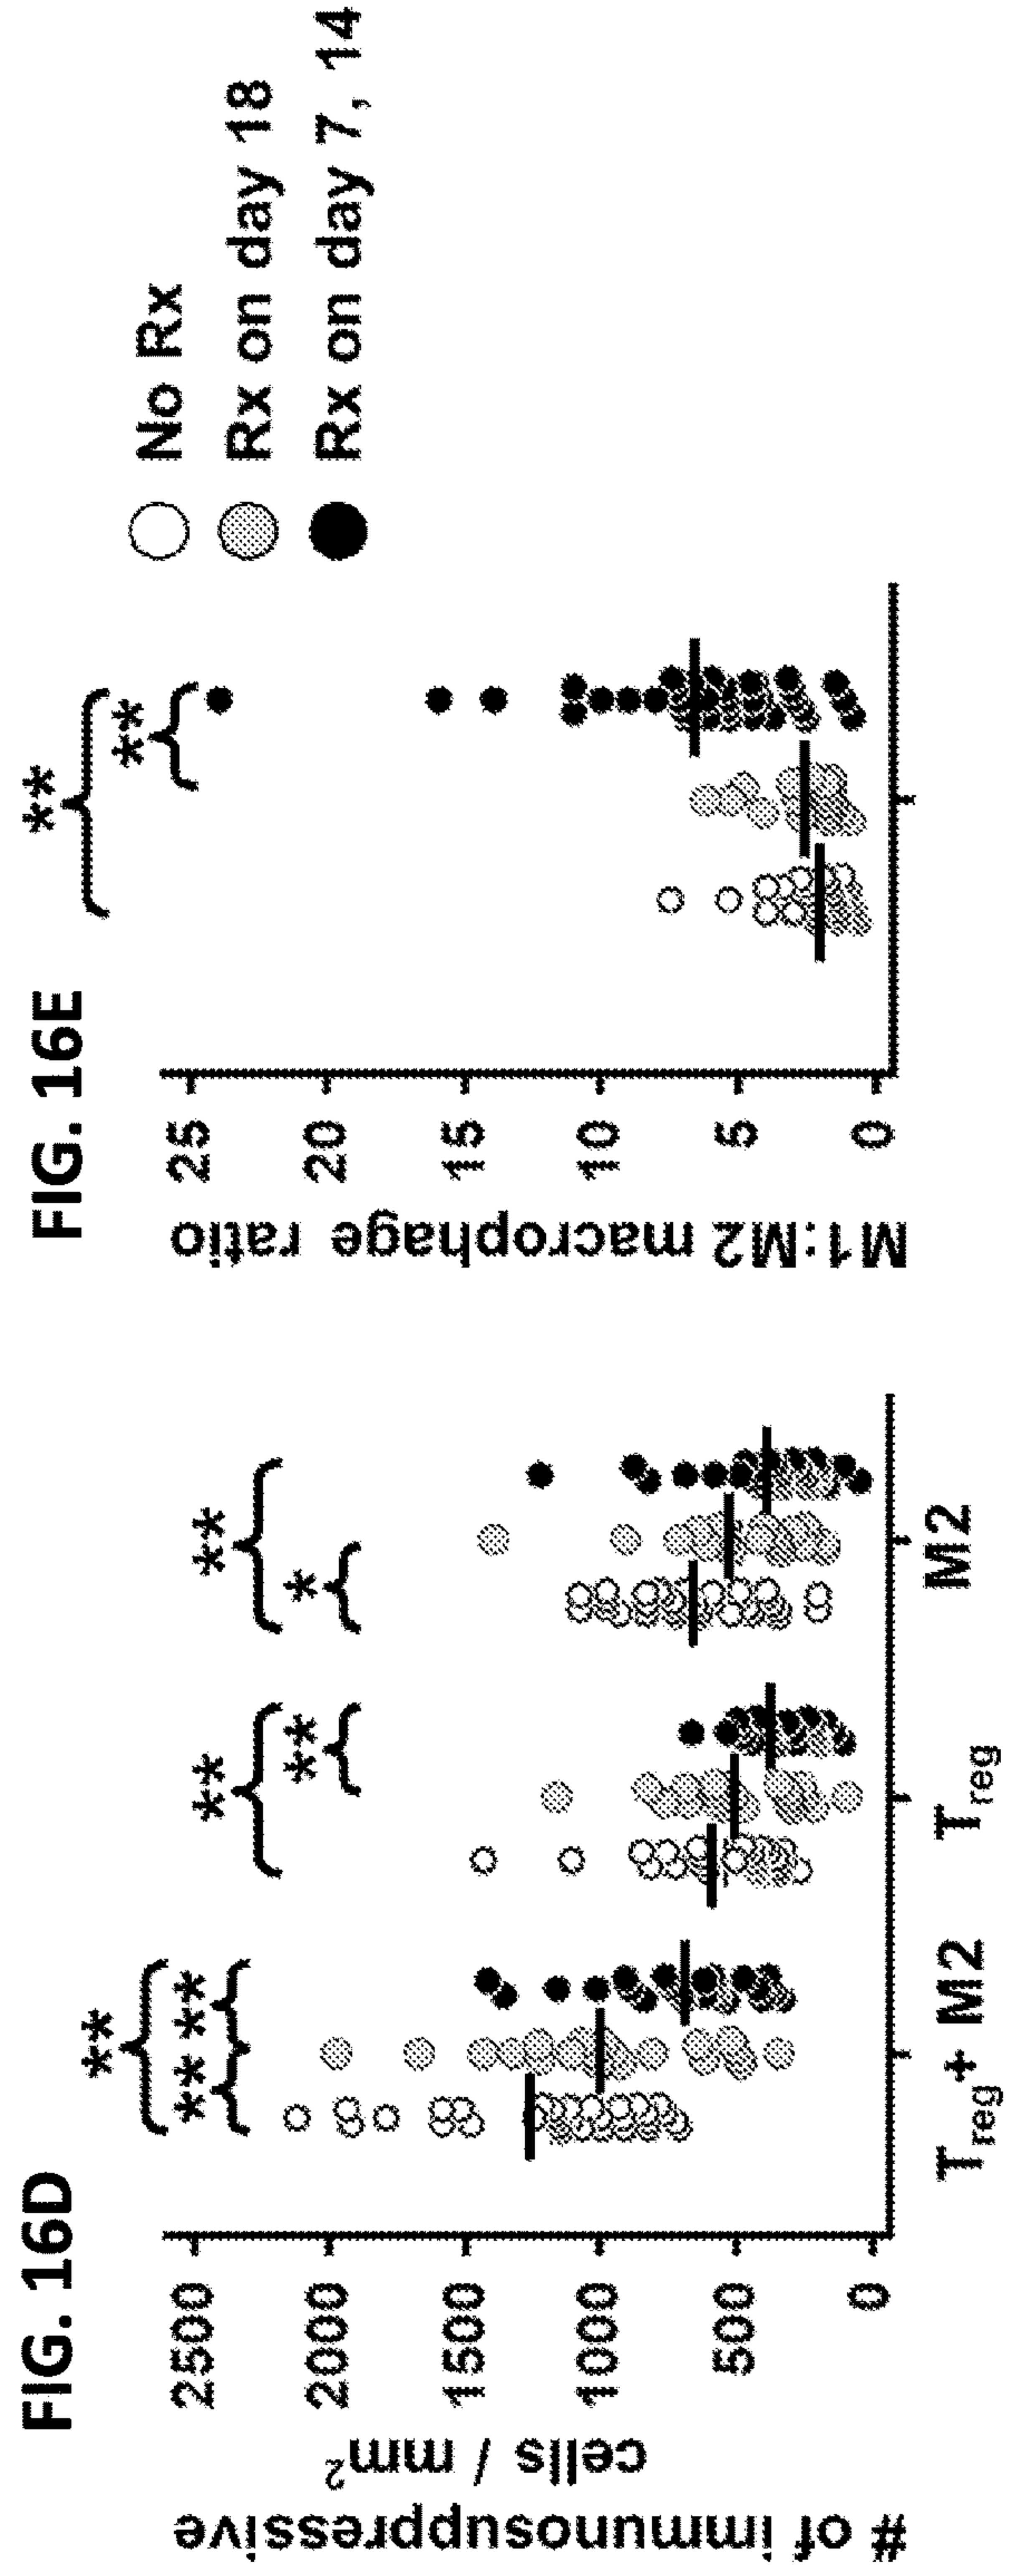 FIG. 16D
# of immunosuppressive
cells / mm²
2500
2000
1500
1000
500
0
**
** **
**
**
**
*
Treg + M2
Treg
M2
FIG. 16E
M1:M2 macrophage ratio
25
20
15
10
5
0
**
**
No Rx
Rx on day 18
Rx on day 7, 14